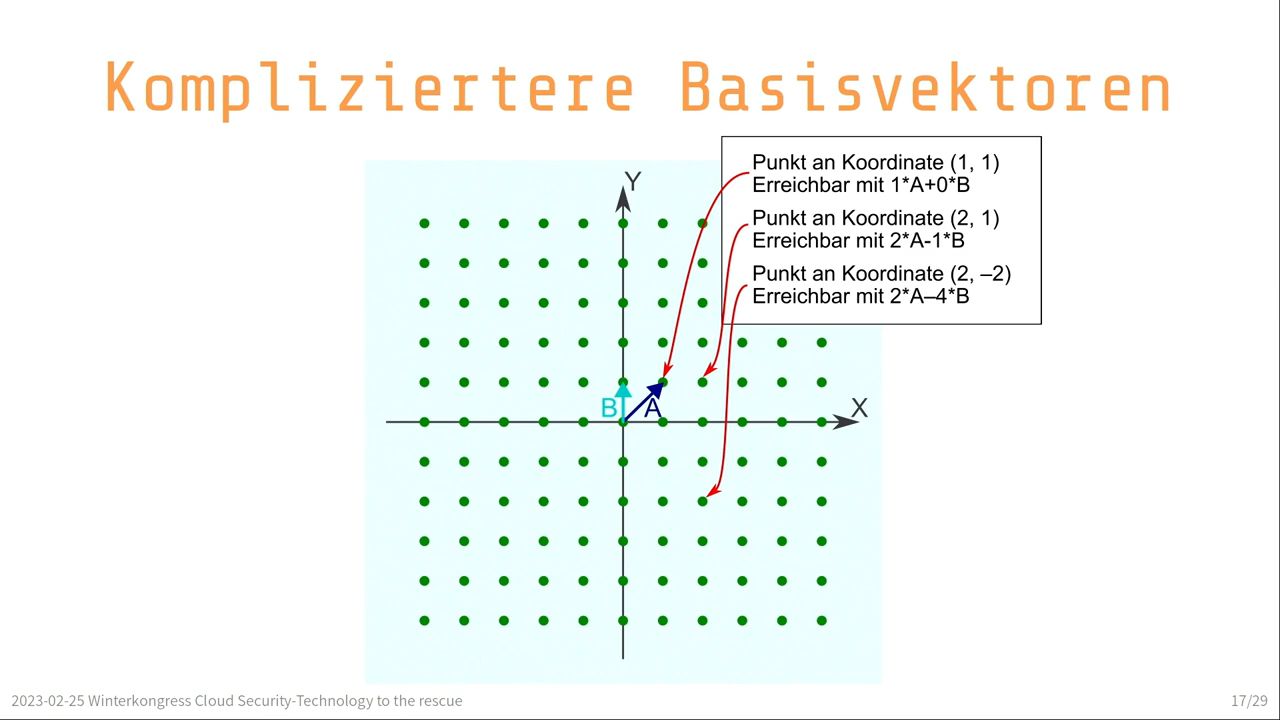 Kompliziertere Basisvektoren
Punkt an Koordinate (1, 1)
Erreichbar mit 1*A+0*B
Punkt an Koordinate (2, 1)
Erreichbar mit 2*A-1*B
Punkt an Koordinate (2, –2)
Erreichbar mit 2*A–4*B
Y
X
B
A
2023-02-25 Winterkongress Cloud Security-Technology to the rescue
17/29